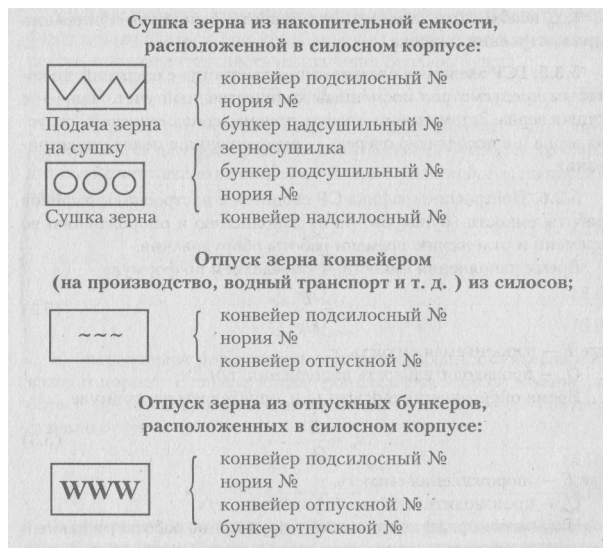 Сушка зерна из накопительной емкости,
расположенной в силосном корпусе:
конвейер подсилосный №
нория №
Подача зерна
на сушку
бункер надсушильный №
зерносушилка
бункер подсушильный №
нория №
Сушка зерна
конвейер надсилосный №
Отпуск зерна конвейером
(на производство, водный транспорт и т. д. ) из силосов;
~~~
конвейер подсилосный №
нория №
конвейер отпускной №
Отпуск зерна из отпускных бункеров,
расположенных в силосном корпусе:
WWW
конвейер подсилосный №
нория №
конвейер отпускной №
бункер отпускной №